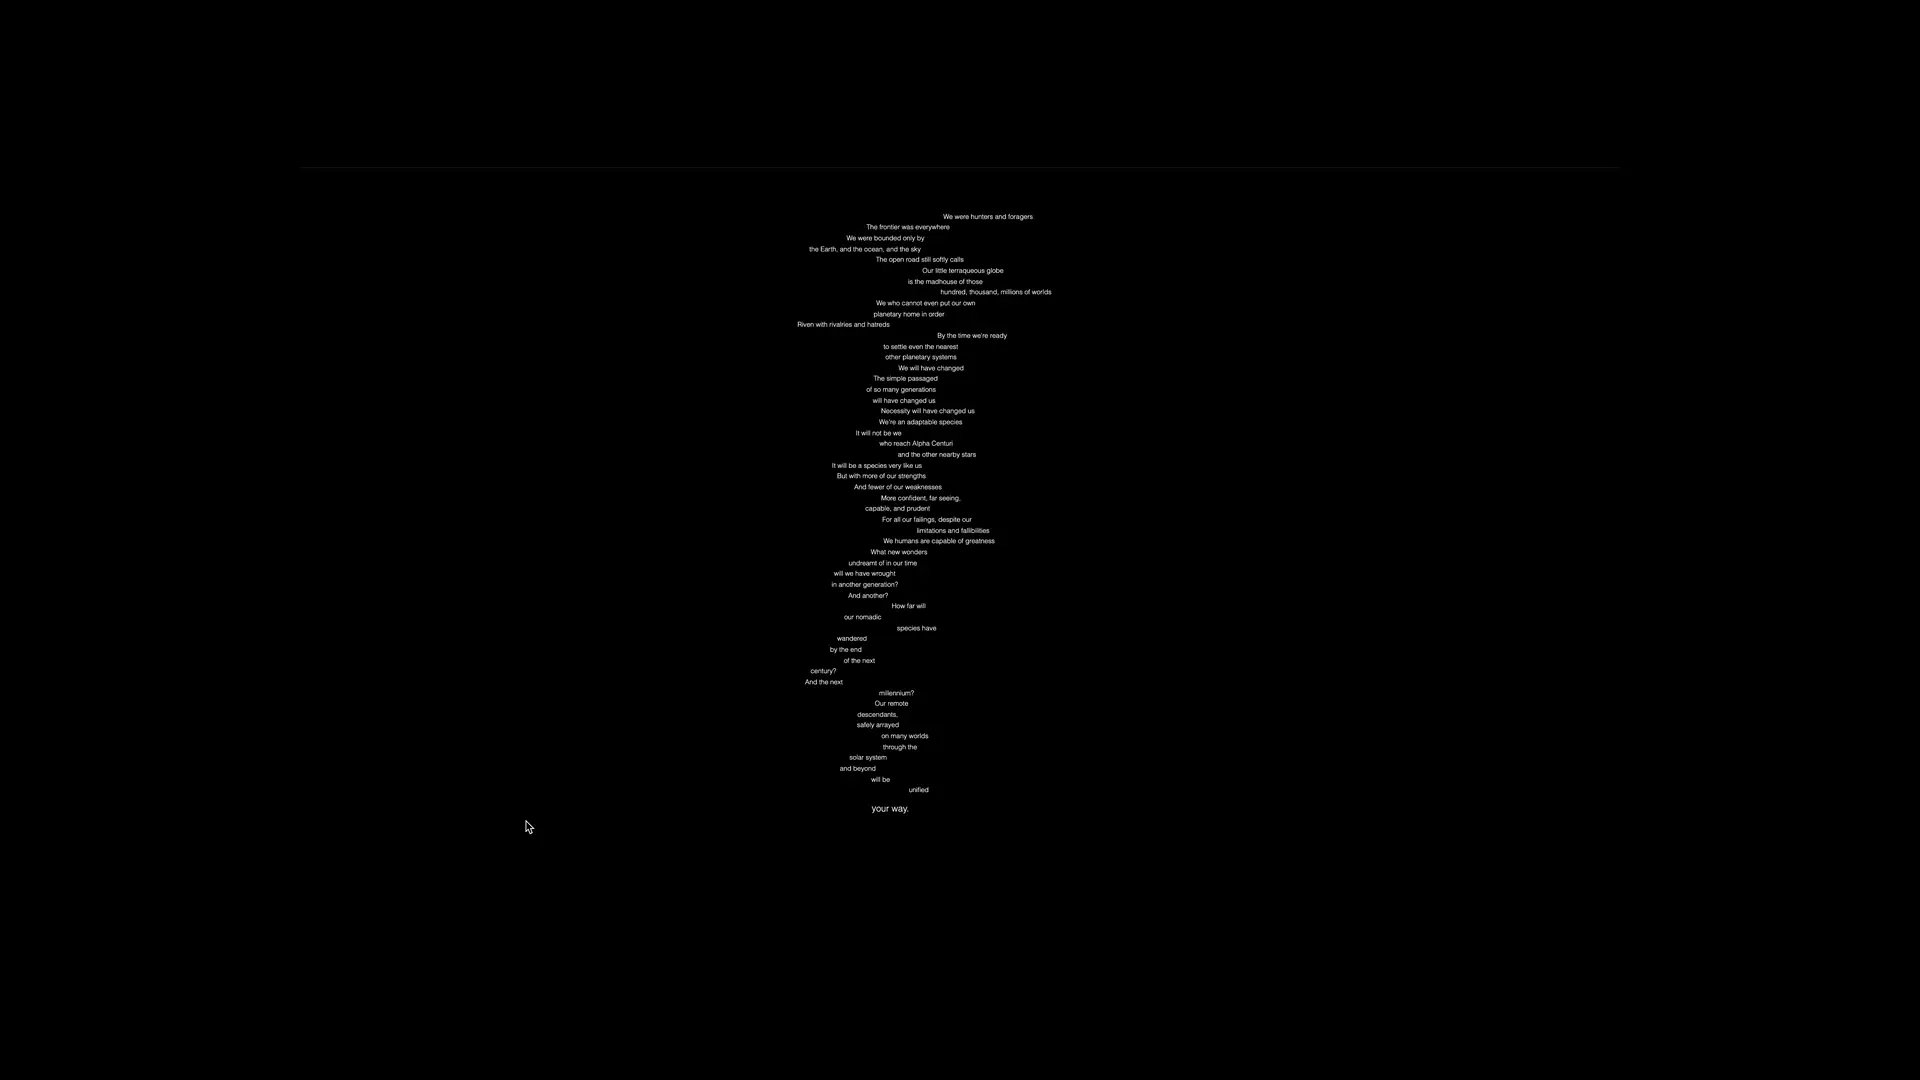 We were hunters and foragers
The frontier was everywhere
We were bounded only by
the Earth, and the ocean, and the sky
The open road still softly calls
Our little terraqueous globe
is the madhouse of those
hundred, thousand, millions of worlds
We who cannot even put our own
planetary home in order
Riven with rivalries and hatreds
By the time we're ready
to settle even the nearest
other planetary systems
We will have changed
The simple passaged
of so many generations
will have changed us
Necessity will have changed us
We're an adaptable species
It will not be we
who reach Alpha Centuri
and the other nearby stars
It will be a species very like us
But with more of our strengths
And fewer of our weaknesses
More confident, far seeing,
capable, and prudent
For all our failings, despite our
limitations and fallibilities
We humans are capable of greatness
What new wonders
undreamt of in our time
will we have wrought
in another generation?
And another?
How far will
our nomadic
species have
wandered
by the end
of the next
century?
And the next
millennium?
Our remote
descendants,
safely arrayed
on many worlds
through the
solar system
and beyond
will be
unified
your way.